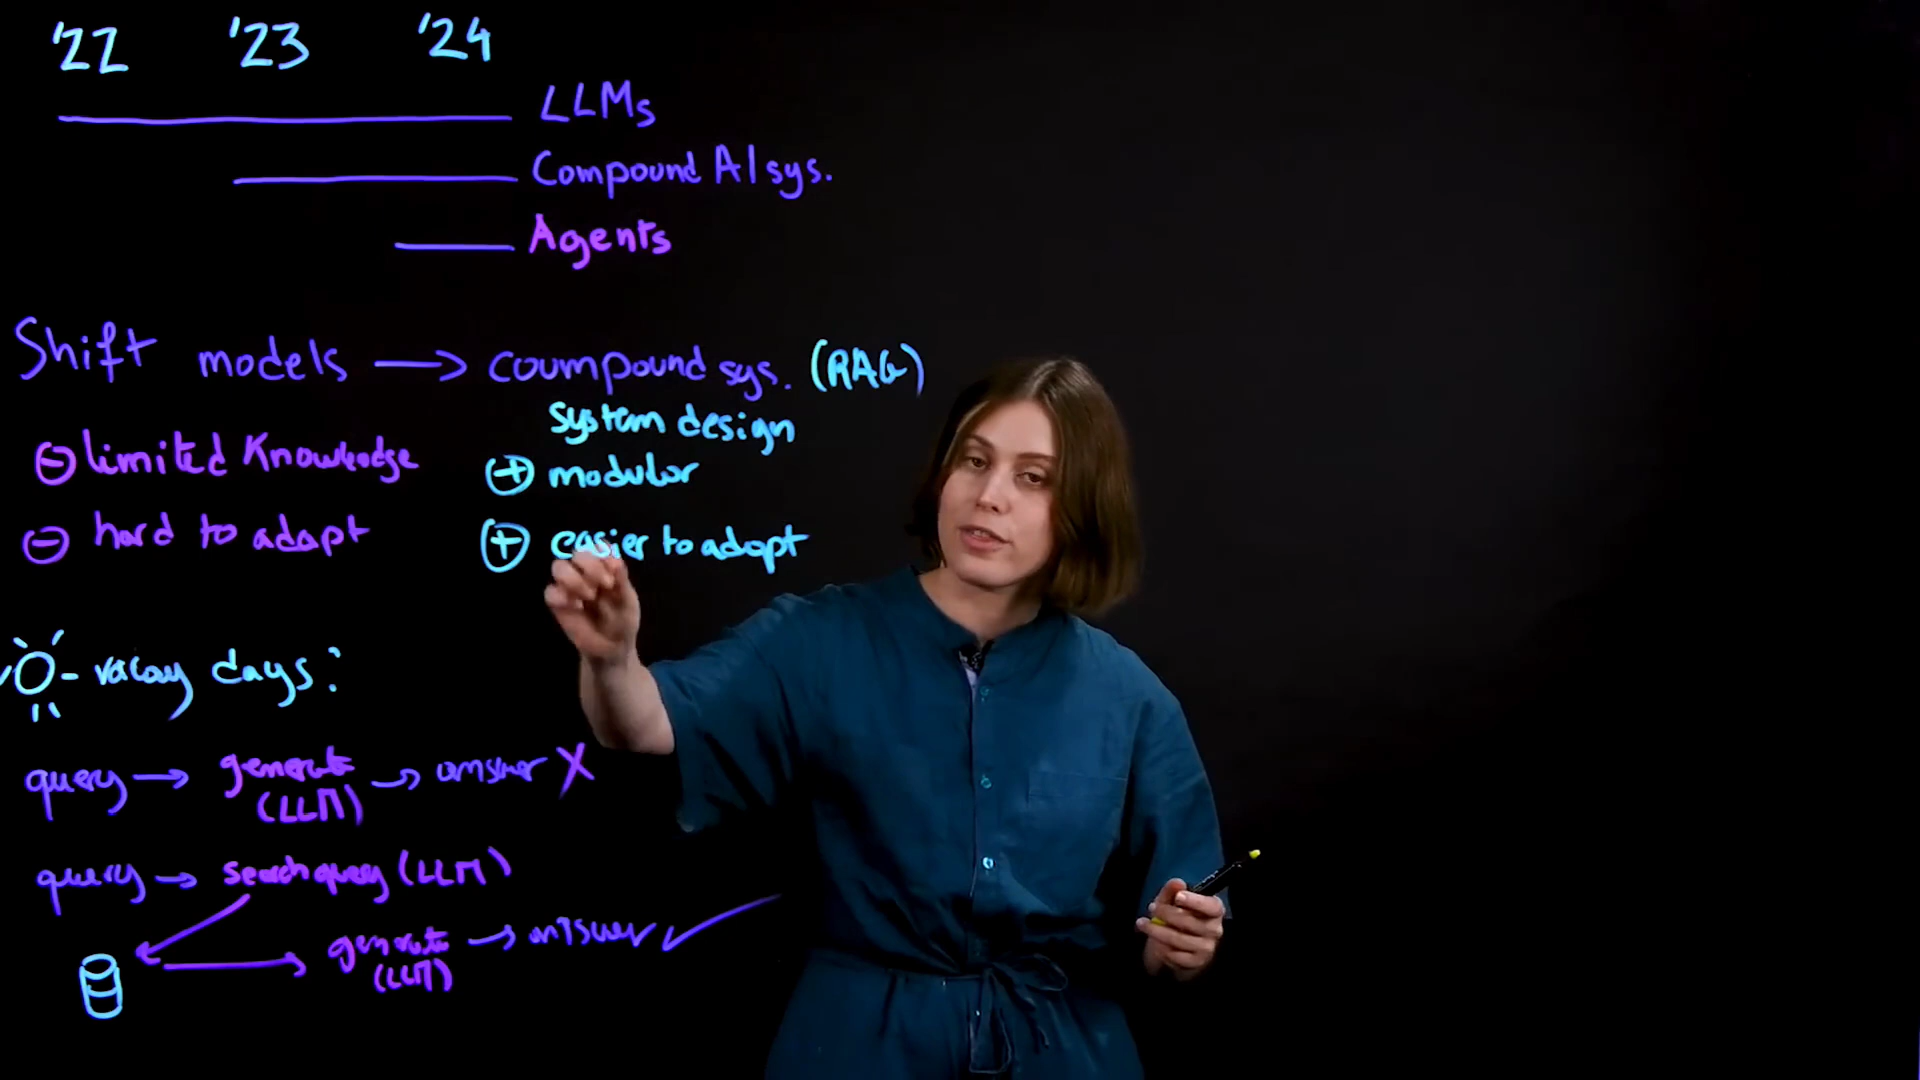 '22 '23 '24
LLMs
Compound AI sys.
Agents
Shift models → coumpound sys. (RAG)
system design
⊖ limited Knowledge
⊕ modular
⊖ hard to adapt
⊕ easier to adapt
vacay days?
query → generate (LLM) → answer X
query → search query (LLM)
→ generate (LLM) → answer ✓